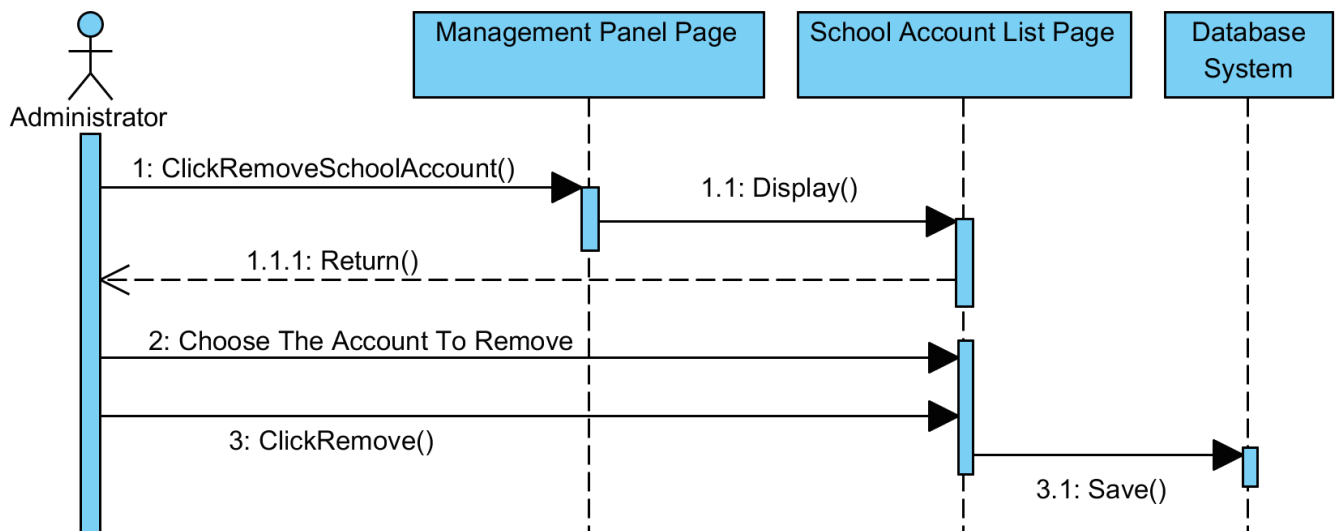 Management Panel Page
School Account List Page
Database
System
Administrator
1: ClickRemoveSchoolAccount()
1.1: Display()
1.1.1: Return()
2: Choose The Account To Remove
3: ClickRemove()
3.1: Save()